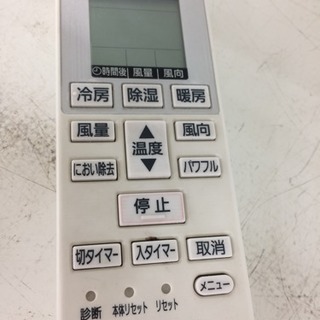 時間後 風量 風向
冷房 除湿 暖房
風量 温度 風向
におい除去 パワフル
停止
切タイマー 入タイマー 取消
メニュー
診断 本体リセット リセット